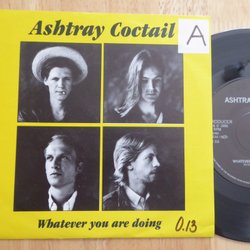 Ashtray Coctail
A
ASHTRAY
Whatever you are doing
0.13